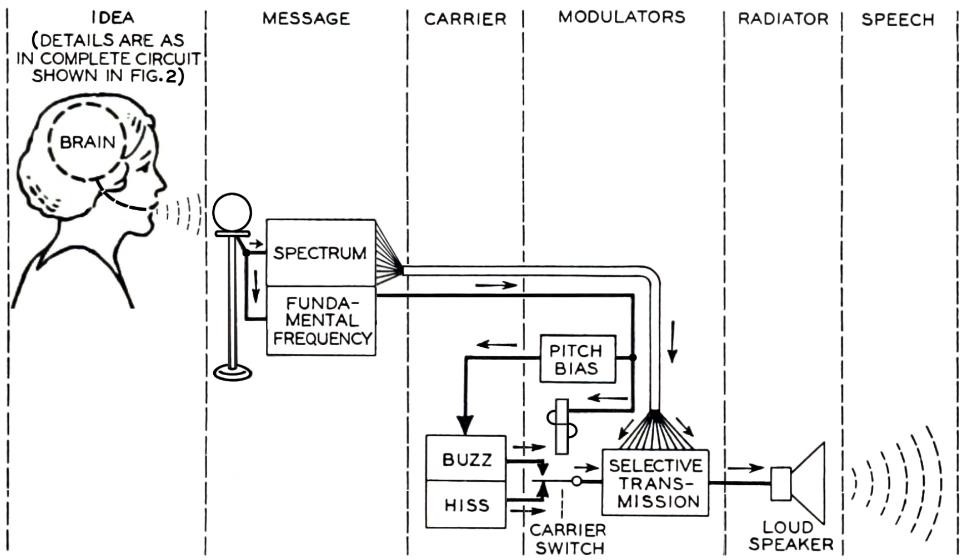 IDEA
(DETAILS ARE AS
IN COMPLETE CIRCUIT
SHOWN IN FIG.2)
MESSAGE
CARRIER
MODULATORS
RADIATOR
SPEECH
BRAIN
SPECTRUM
FUNDA-
MENTAL
FREQUENCY
PITCH
BIAS
BUZZ
HISS
CARRIER
SWITCH
SELECTIVE
TRANS-
MISSION
LOUD
SPEAKER